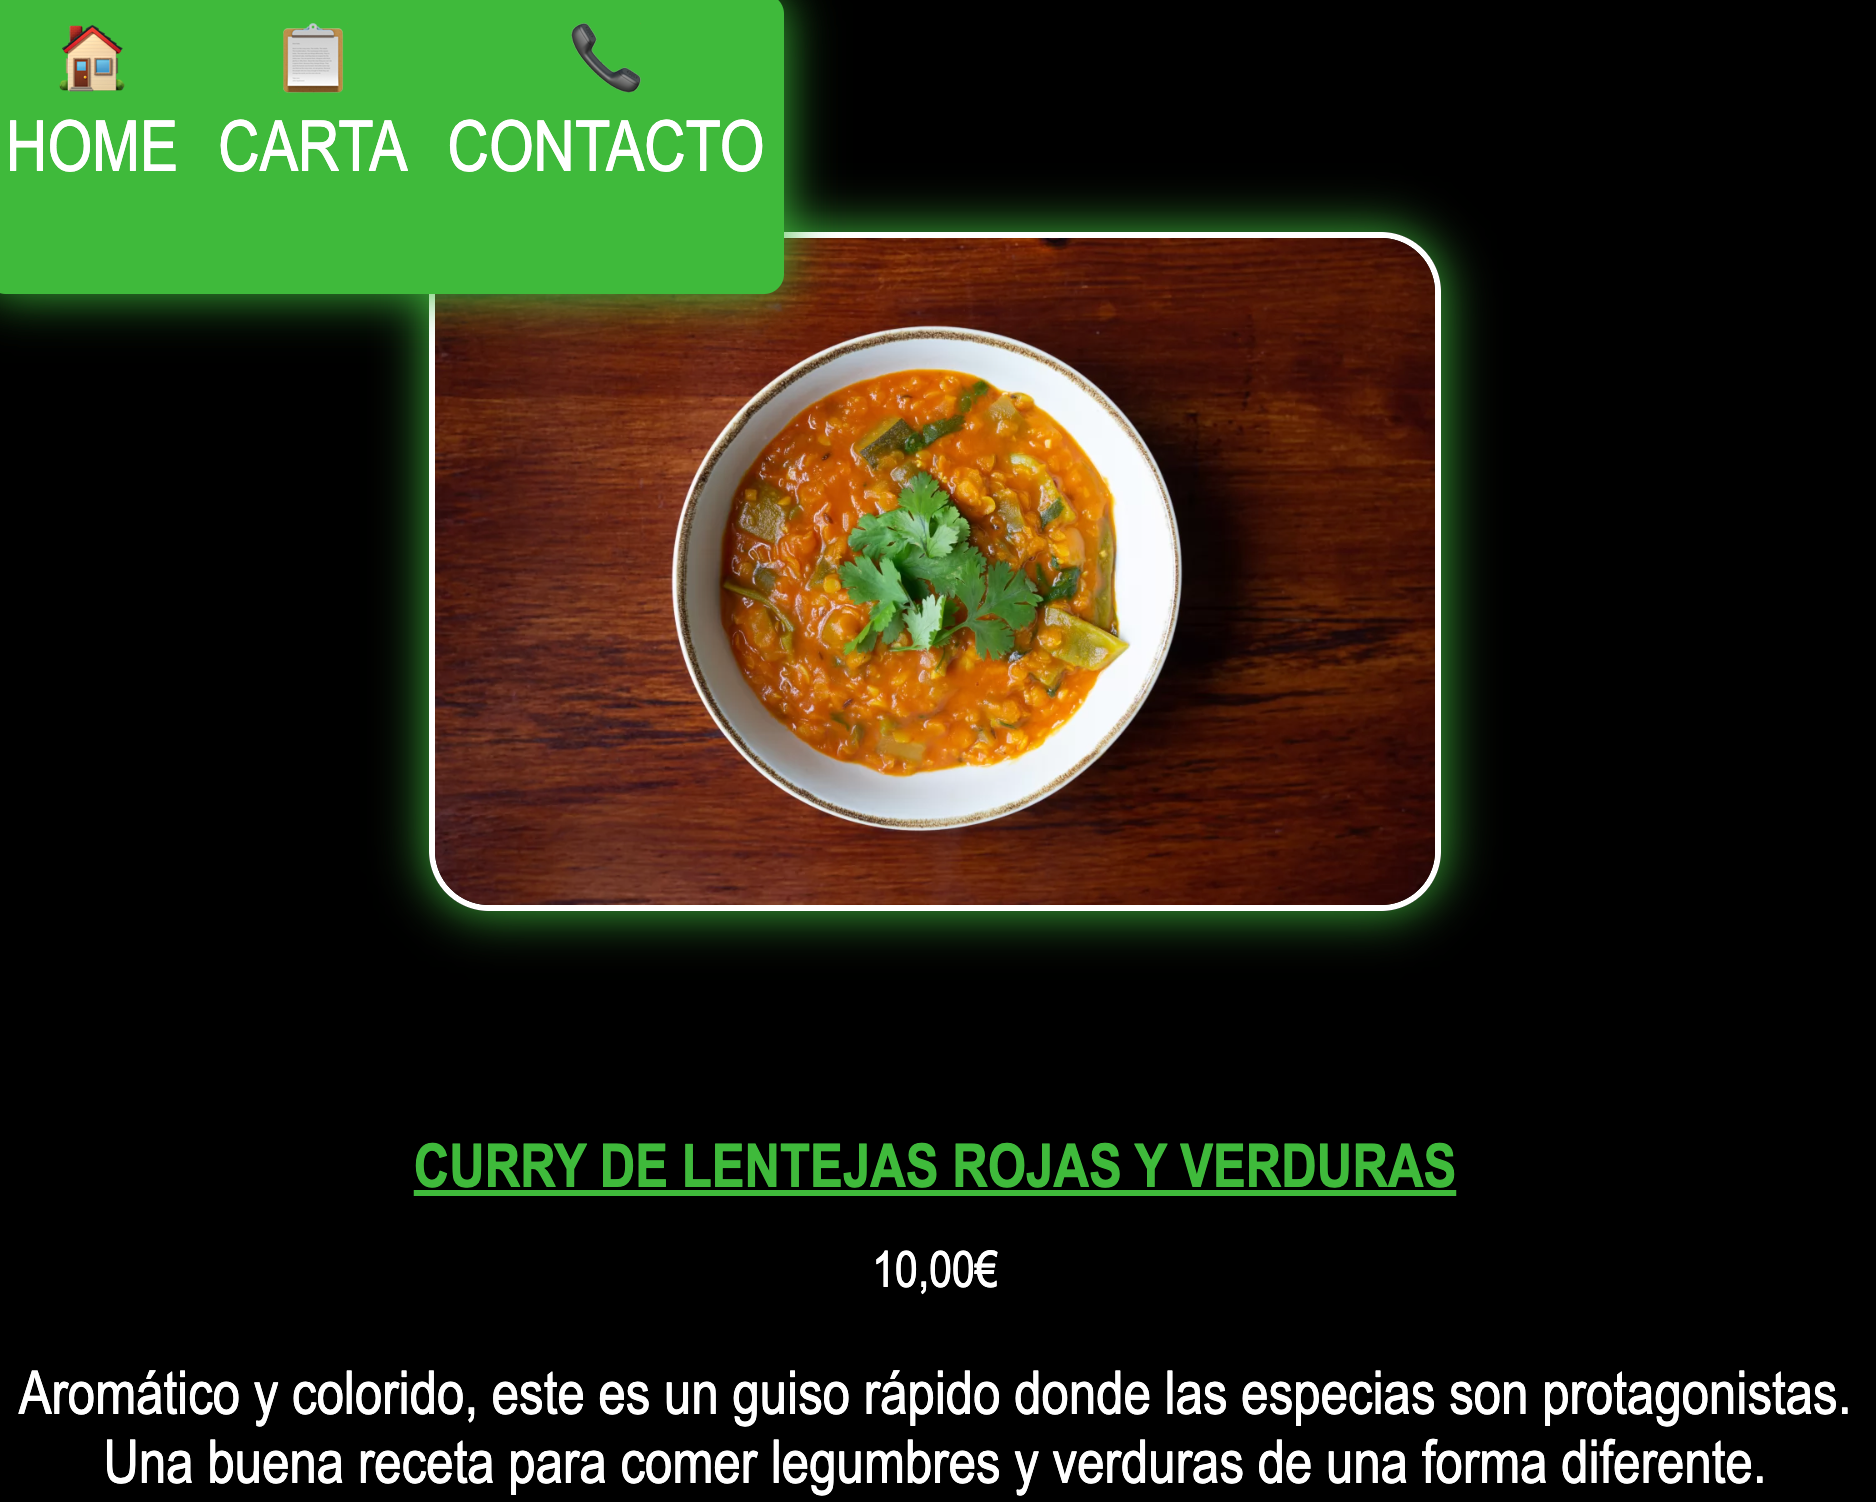 HOME CARTA CONTACTO
CURRY DE LENTEJAS ROJAS Y VERDURAS
10,00€
Aromático y colorido, este es un guiso rápido donde las especias son protagonistas.
Una buena receta para comer legumbres y verduras de una forma diferente.